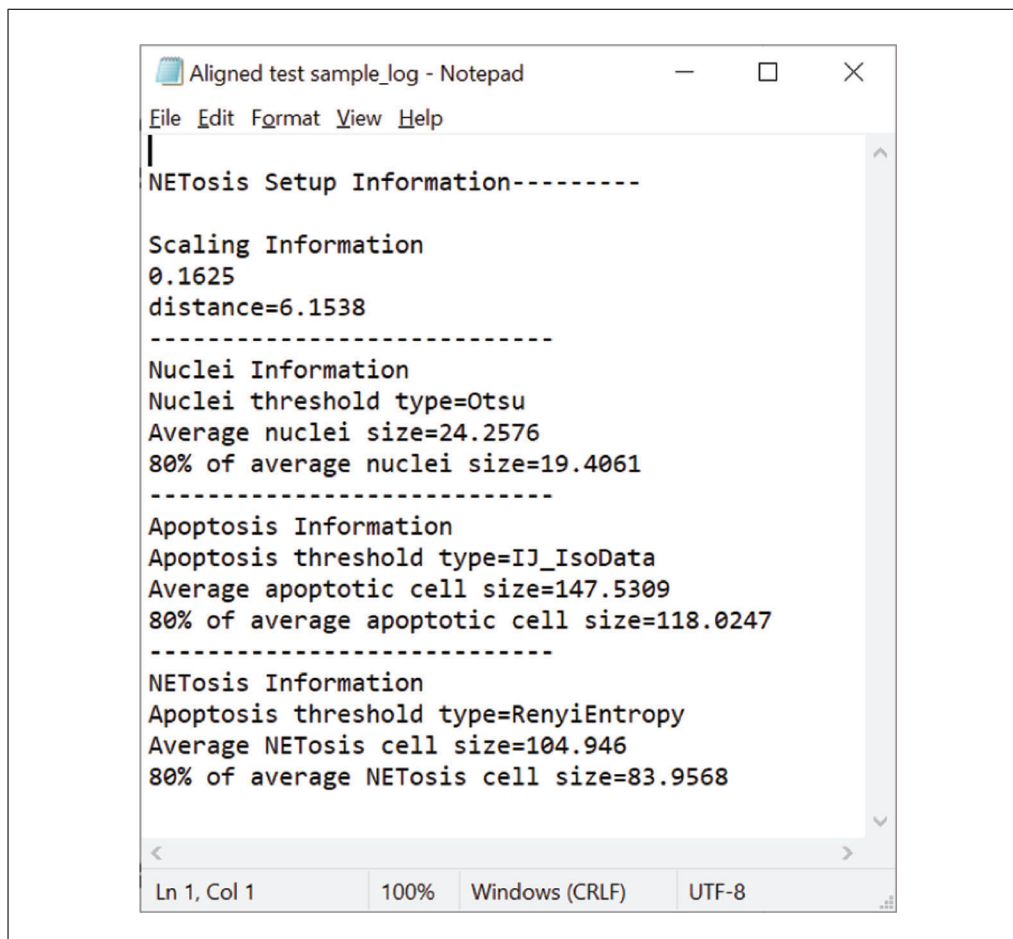 Aligned test sample_log - Notepad
File Edit Format View Help
NETosis Setup Information---------
Scaling Information
0.1625
distance=6.1538
----------------------------
Nuclei Information
Nuclei threshold type=Otsu
Average nuclei size=24.2576
80% of average nuclei size=19.4061
----------------------------
Apoptosis Information
Apoptosis threshold type=IJ_IsoData
Average apoptotic cell size=147.5309
80% of average apoptotic cell size=118.0247
----------------------------
NETosis Information
Apoptosis threshold type=RenyiEntropy
Average NETosis cell size=104.946
80% of average NETosis cell size=83.9568
Ln 1, Col 1 100% Windows (CRLF) UTF-8